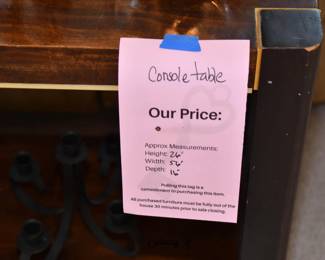 Console table
Our Price:
Approx Measurements:
Height: 26"
Width: 56"
Depth: 16"
Pulling this tag is a
commitment to purchasing this item.
All purchased furniture must be fully out of the
house 30 minutes prior to sale closing.